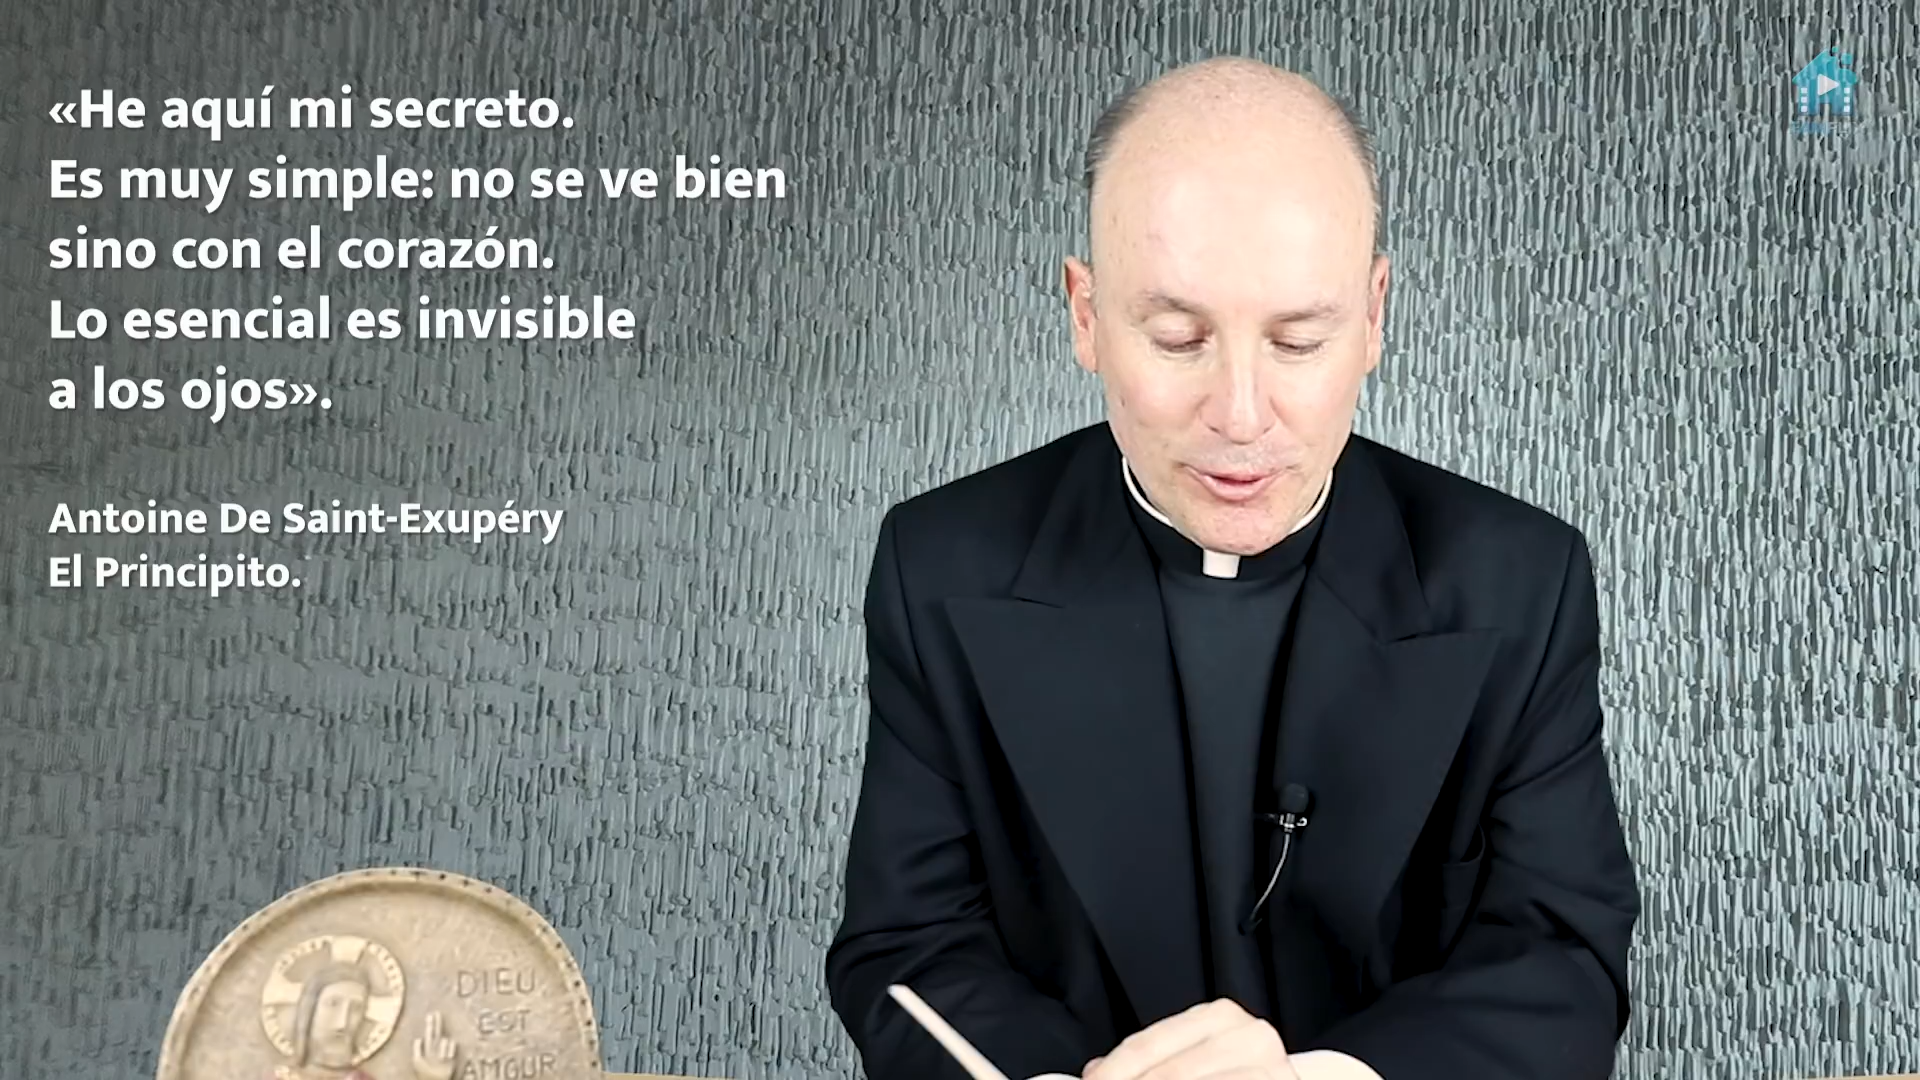 «He aquí mi secreto.
Es muy simple: no se ve bien
sino con el corazón.
Lo esencial es invisible
a los ojos».
Antoine De Saint-Exupéry
El Principito.
DIEU
EST
AMOUR